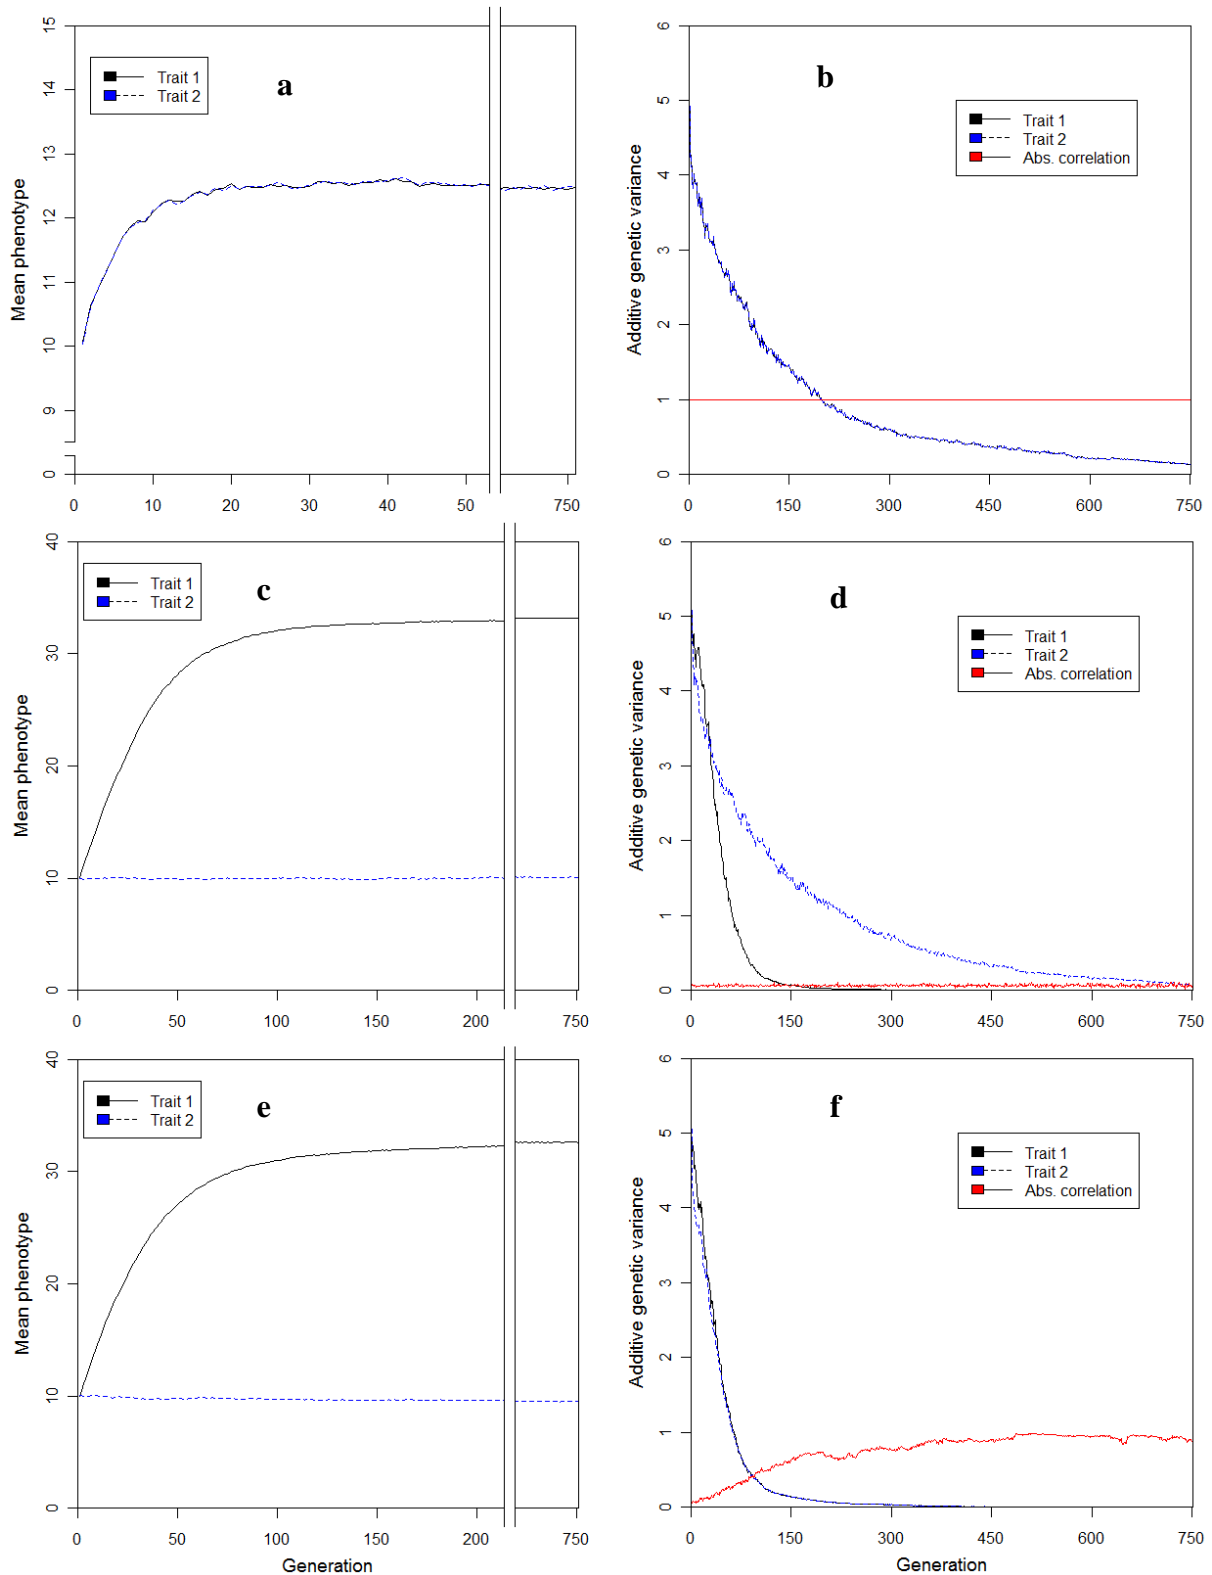 a
Trait 1
Trait 2
Mean phenotype
15
14
13
12
11
10
9
0
0 10 20 30 40 50 750
b
Trait 1
Trait 2
Abs. correlation
Additive genetic variance
6
5
4
3
2
1
0
0 150 300 450 600 750
c
Trait 1
Trait 2
Mean phenotype
40
30
20
10
0
0 50 100 150 200 750
d
Trait 1
Trait 2
Abs. correlation
Additive genetic variance
6
5
4
3
2
1
0
0 150 300 450 600 750
e
Trait 1
Trait 2
Mean phenotype
40
30
20
10
0
0 50 100 150 200 750
Generation
f
Trait 1
Trait 2
Abs. correlation
Additive genetic variance
6
5
4
3
2
1
0
0 150 300 450 600 750
Generation